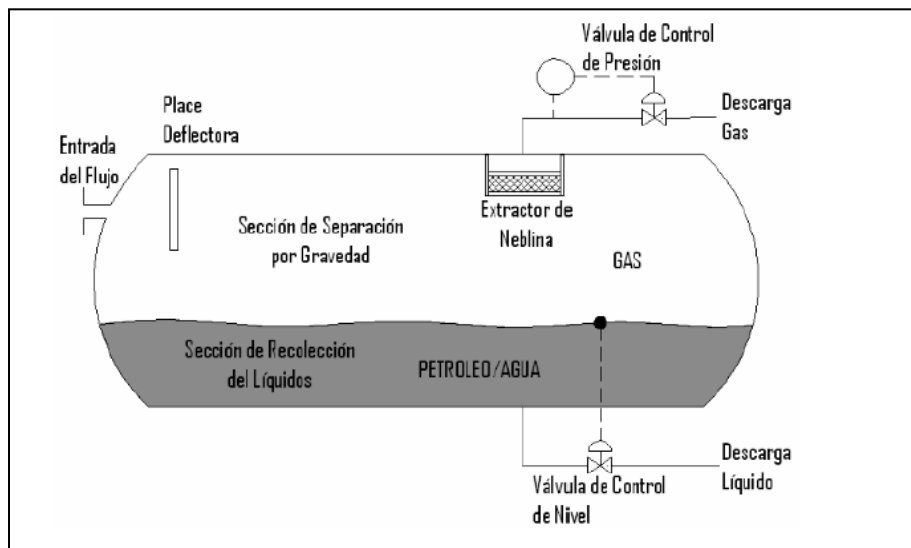 Válvula de Control
de Presión
Place
Deflectora
Descarga
Gas
Entrada
del Flujo
Extractor de
Neblina
Sección de Separación
por Gravedad
GAS
Sección de Recolección
del Líquidos
PETROLEO/AGUA
Descarga
Líquido
Válvula de Control
de Nivel